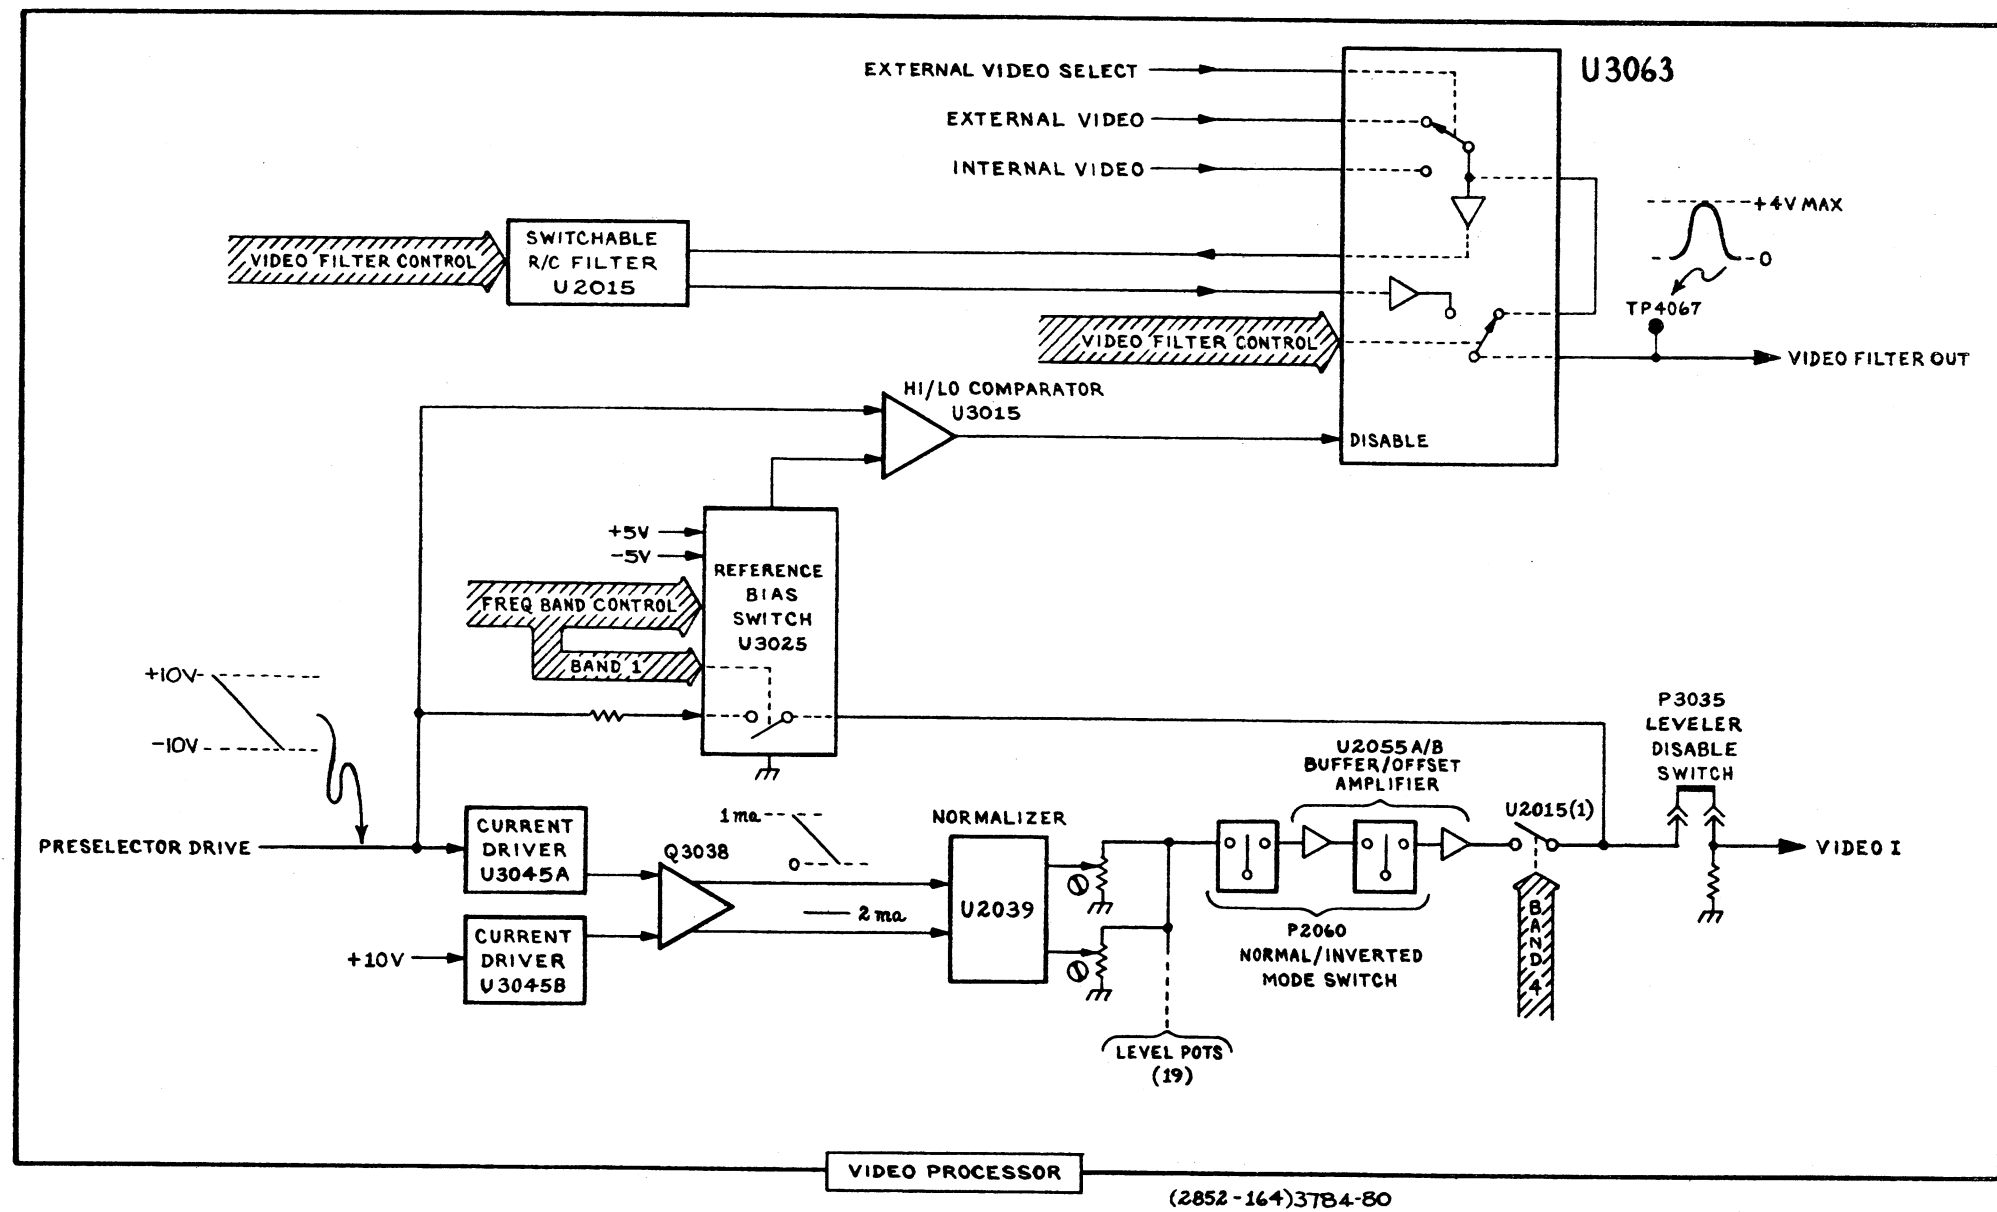 EXTERNAL VIDEO SELECT
U3063
EXTERNAL VIDEO
INTERNAL VIDEO
+4V MAX
0
SWITCHABLE
R/C FILTER
U2015
VIDEO FILTER CONTROL
TP4067
VIDEO FILTER CONTROL
VIDEO FILTER OUT
HI/LO COMPARATOR
U3015
DISABLE
+5V
-5V
REFERENCE
BIAS
SWITCH
U3025
FREQ BAND CONTROL
BAND 1
+10V
-10V
P3035
LEVELER
DISABLE
SWITCH
U2055A/B
BUFFER/OFFSET
AMPLIFIER
U2015(1)
PRESELECTOR DRIVE
CURRENT
DRIVER
U3045A
Q3038
1ma
0
NORMALIZER
VIDEO I
2ma
U2039
CURRENT
DRIVER
U3045B
+10V
P2060
NORMAL/INVERTED
MODE SWITCH
BAND 4
LEVEL POTS
(19)
VIDEO PROCESSOR
(2852-164)3784-80